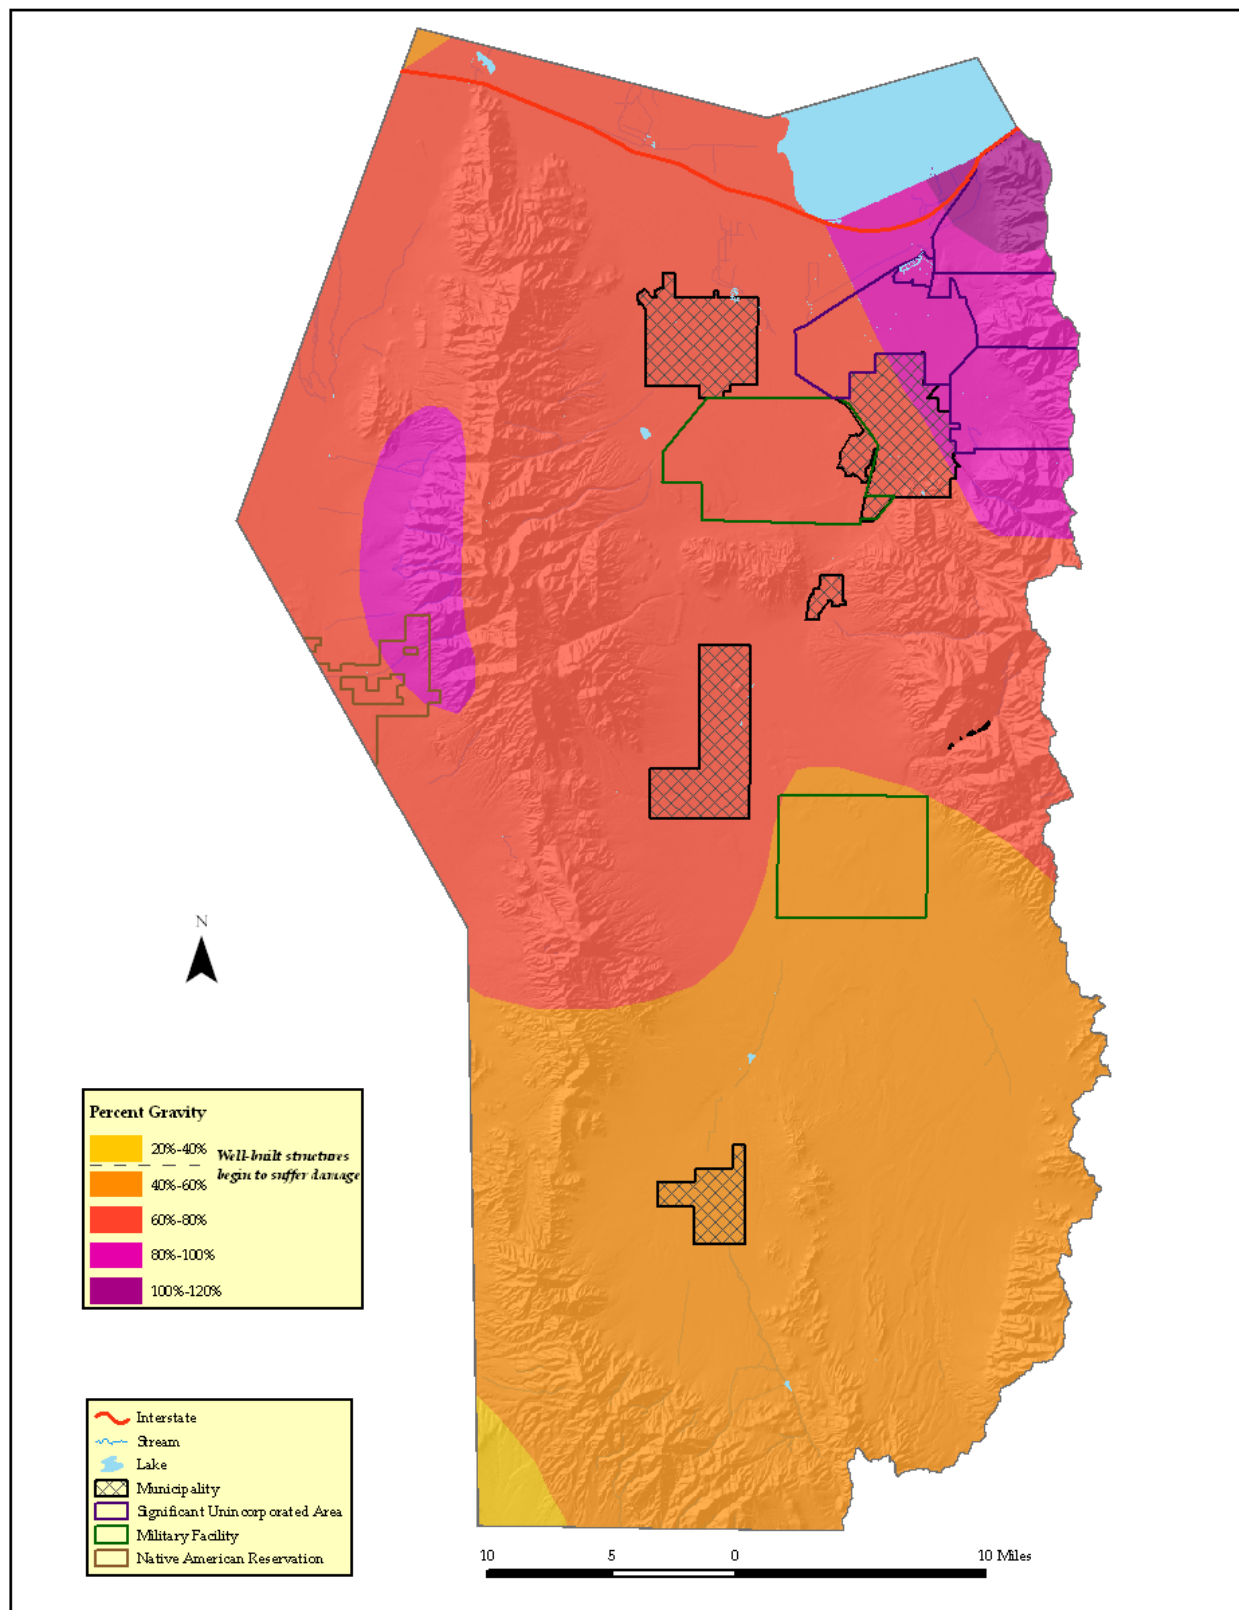 N
Percent Gravity
20%-40%
Well-built structures
begin to suffer damage
40%-60%
60%-80%
80%-100%
100%-120%
Interstate
Stream
Lake
Municipality
Significant Unincorporated Area
Military Facility
Native American Reservation
10 5 0 10 Miles